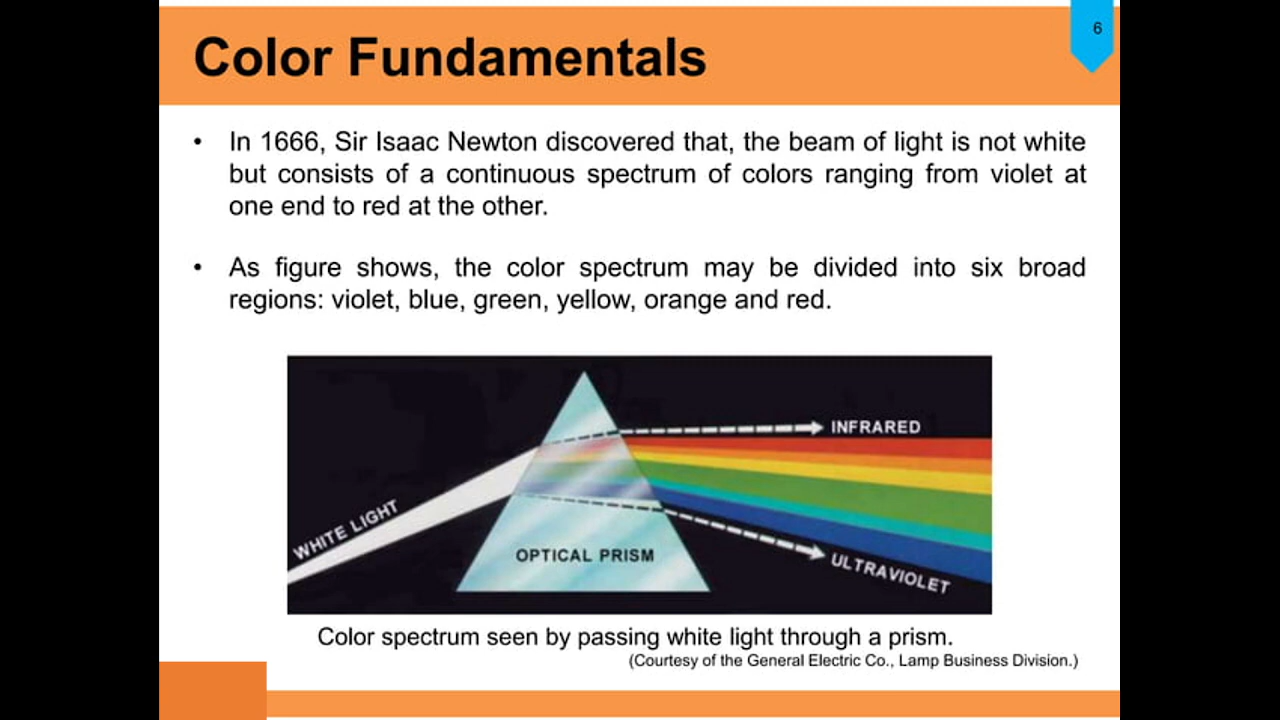 6
Color Fundamentals
• In 1666, Sir Isaac Newton discovered that, the beam of light is not white
but consists of a continuous spectrum of colors ranging from violet at
one end to red at the other.
• As figure shows, the color spectrum may be divided into six broad
regions: violet, blue, green, yellow, orange and red.
INFRARED
WHITE LIGHT
OPTICAL PRISM
ULTRAVIOLET
Color spectrum seen by passing white light through a prism.
(Courtesy of the General Electric Co., Lamp Business Division.)